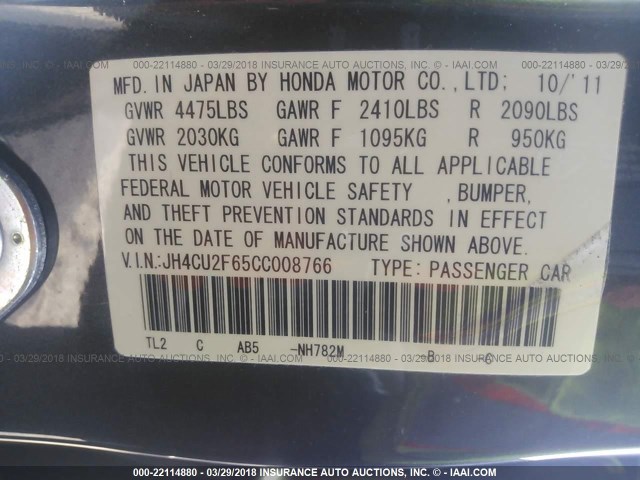 000-22114880 - 03/29/2018 INSURANCE AUTO AUCTIONS, INC. - IAAI.COM
MFD. IN JAPAN BY HONDA MOTOR CO.,LTD; 10/'11
GVWR 4475LBS GAWR F 2410LBS R 2090LBS
GVWR 2030KG GAWR F 1095KG R 950KG
THIS VEHICLE CONFORMS TO ALL APPLICABLE
FEDERAL MOTOR VEHICLE SAFETY ,BUMPER,
AND THEFT PREVENTION STANDARDS IN EFFECT
ON THE DATE OF MANUFACTURE SHOWN ABOVE.
V.IN:JH4CU2F65CC008766 TYPE: PASSENGER CAR
TL2 C AB5 -NH782M B -6
000-22114880 - 03/29/2018 INSURANCE AUTO AUCTIONS, INC. - IAAI.COM
000-22114880 - 03/29/2018 INSURANCE AUTO AUCTIONS, INC. - IAAI.COM